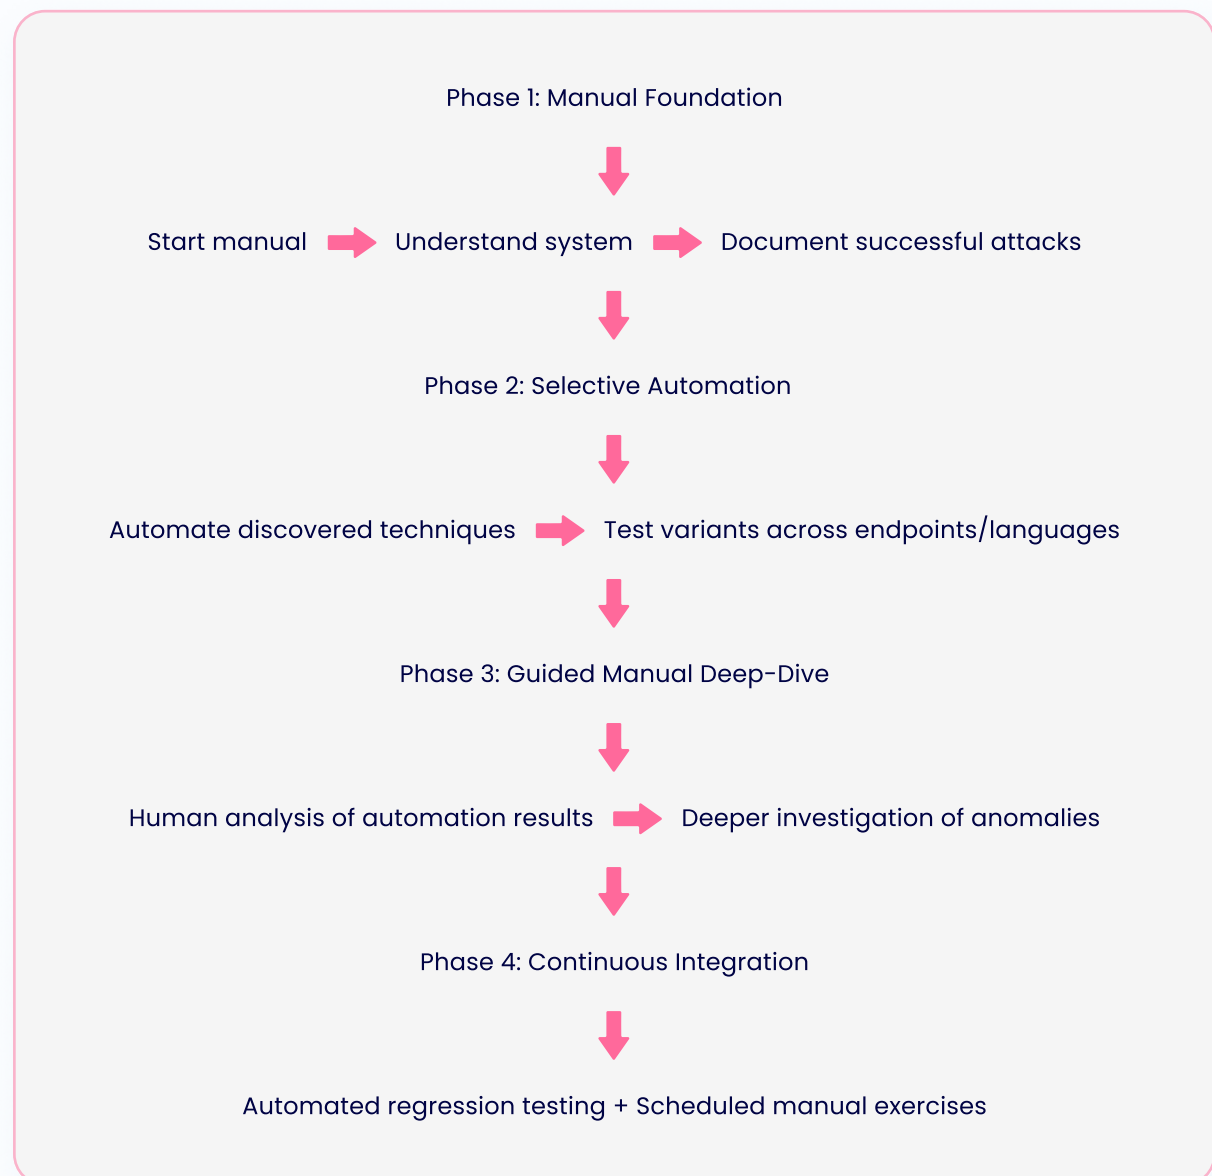 Phase 1: Manual Foundation
Start manual Understand system Document successful attacks
Phase 2: Selective Automation
Automate discovered techniques Test variants across endpoints/languages
Phase 3: Guided Manual Deep-Dive
Human analysis of automation results Deeper investigation of anomalies
Phase 4: Continuous Integration
Automated regression testing + Scheduled manual exercises